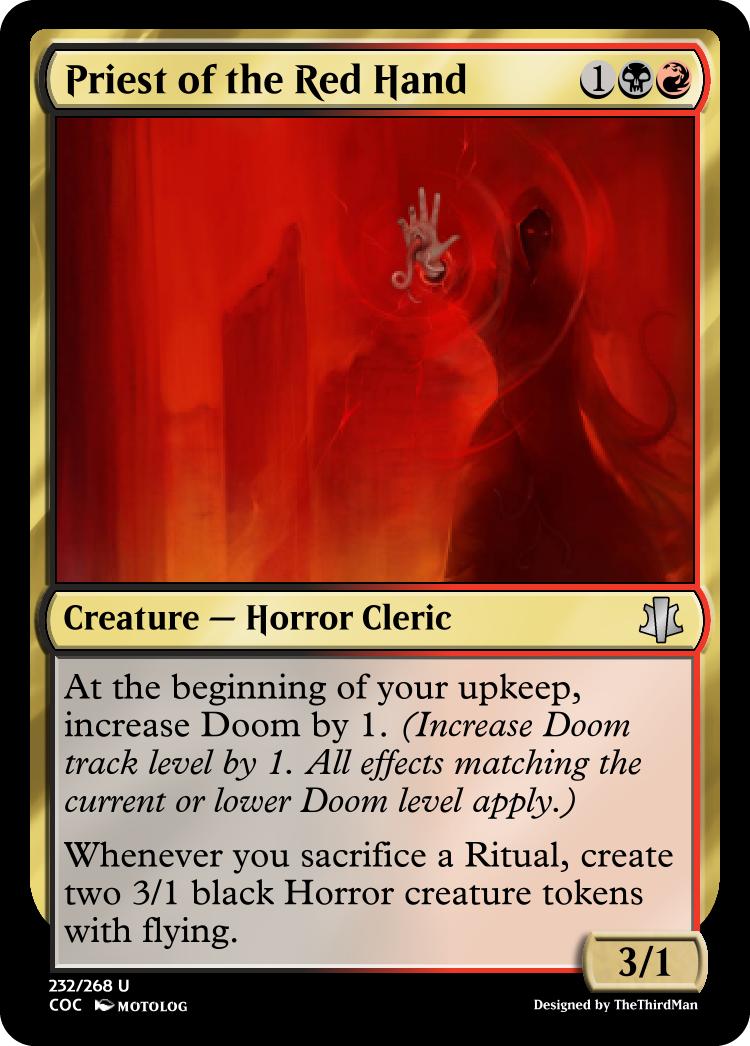 Priest of the Red Hand
1
Creature — Horror Cleric
At the beginning of your upkeep,
increase Doom by 1. (Increase Doom
track level by 1. All effects matching the
current or lower Doom level apply.)
Whenever you sacrifice a Ritual, create
two 3/1 black Horror creature tokens
with flying.
3/1
232/268 U
COC MOTOLOG
Designed by TheThirdMan